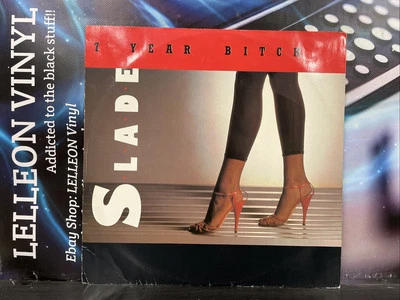 LELLEON VINYL
Addicted to the black stuff!!
Ebay Shop: LELLEON Vinyl
7 YEAR BITCH
SLADE